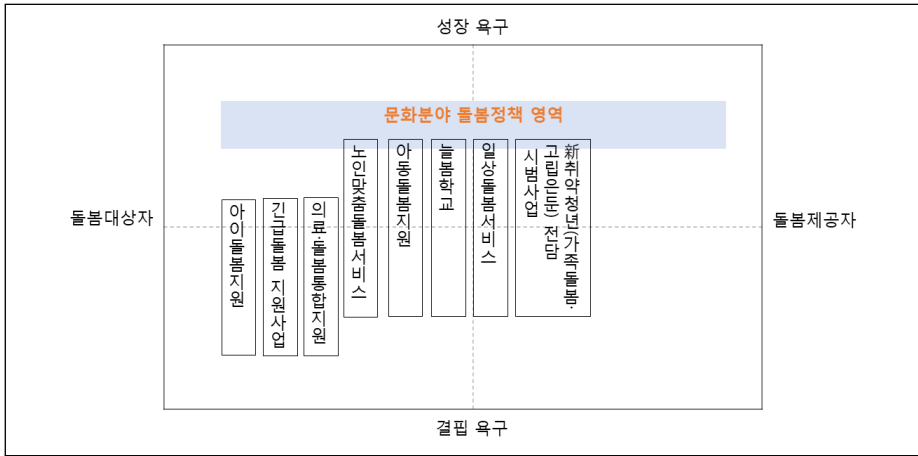 성장 욕구
문화분야 돌봄정책 영역
돌봄대상자
아이돌봄지원
긴급돌봄 지원사업
의료·돌봄통합지원
노인맞춤돌봄서비스
아동돌봄지원
늘봄학교
일상돌봄서비스
新취약청년(가족돌봄·
고립은둔) 전담
시범사업
돌봄제공자
결핍 욕구